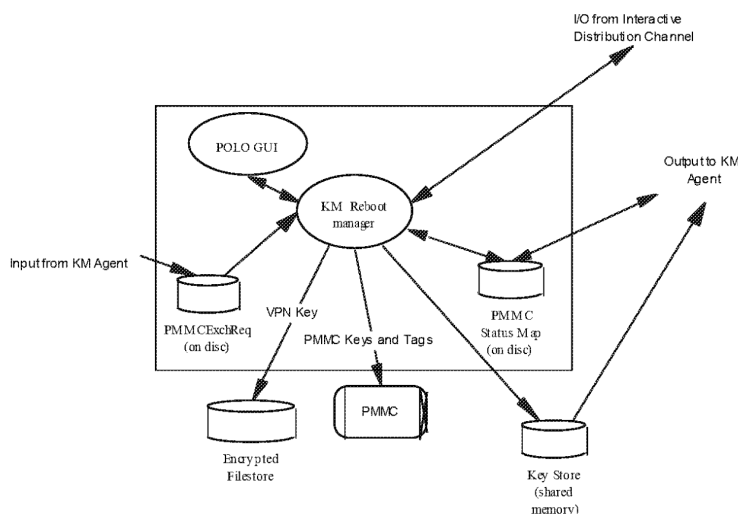 I/O from Interactive
Distribution Channel
POLO GUI
Output to KM
Agent
KM Reboot
manager
Input from KM Agent
VPN Key
PMMCExchReq
(on disc)
PMMC
Status Map
(on disc)
PMMC Keys and Tags
PMMC
Encrypted
Filestore
Key Store
(shared
memory)